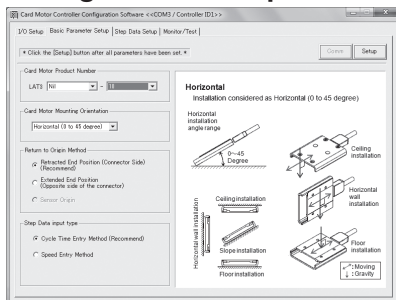 Card Motor Controller Configuration Software <<COM3 / Controller ID1>>
I/O Setup Basic Parameter Setup Step Data Setup Monitor/Test
* Click the [Setup] button after all parameters have been set. *
Comm
Setup
Card Motor Product Number
LAT3 Nil -
Card Motor Mounting Orientation
Horizontal (0 to 45 degree)
Return to Origin Method
Retracted End Position (Connector Side)
(Recommend)
Extended End Position
(Opposite side of the connector)
Sensor Origin
Step Data input type
Cycle Time Entry Method (Recommend)
Speed Entry Method
Horizontal
Installation considered as Horizontal (0 to 45 degree)
Horizontal
installation
angle range
0~45
Degree
Ceiling
installation
Horizontal wall installation
Ceiling installation
Slope installation
Floor installation
Horizontal
wall
installation
Floor
installation
:Moving
:Gravity